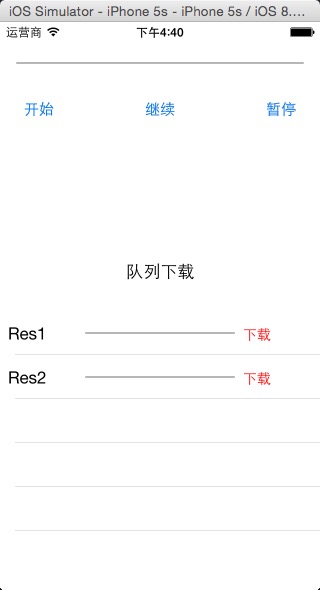 iOS Simulator - iPhone 5s - iPhone 5s / iOS 8....
运营商 下午4:40
开始 继续 暂停
队列下载
Res1 下载
Res2 下载